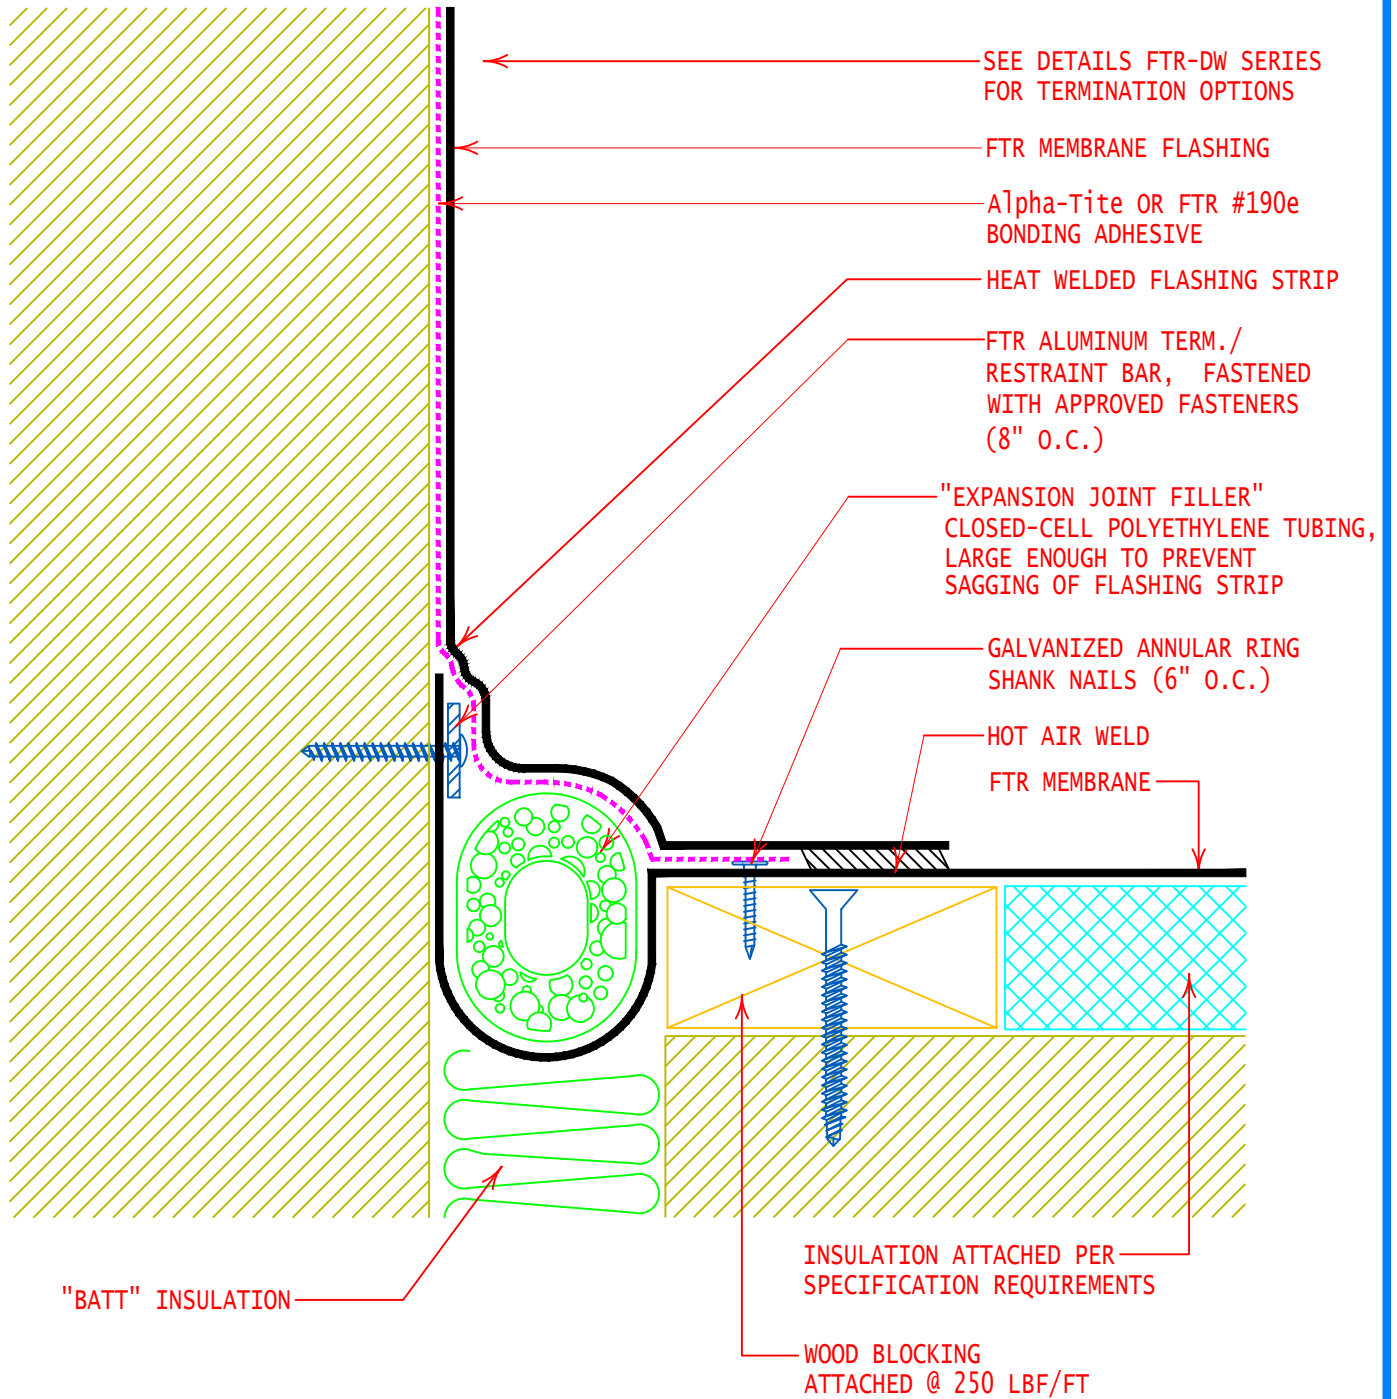 SEE DETAILS FTR-DW SERIES
FOR TERMINATION OPTIONS
FTR MEMBRANE FLASHING
Alpha-Tite OR FTR #190e
BONDING ADHESIVE
HEAT WELDED FLASHING STRIP
FTR ALUMINUM TERM./
RESTRAINT BAR, FASTENED
WITH APPROVED FASTENERS
(8" O.C.)
"EXPANSION JOINT FILLER"
CLOSED-CELL POLYETHYLENE TUBING,
LARGE ENOUGH TO PREVENT
SAGGING OF FLASHING STRIP
GALVANIZED ANNULAR RING
SHANK NAILS (6" O.C.)
HOT AIR WELD
FTR MEMBRANE
INSULATION ATTACHED PER
SPECIFICATION REQUIREMENTS
"BATT" INSULATION
WOOD BLOCKING
ATTACHED @ 250 LBF/FT